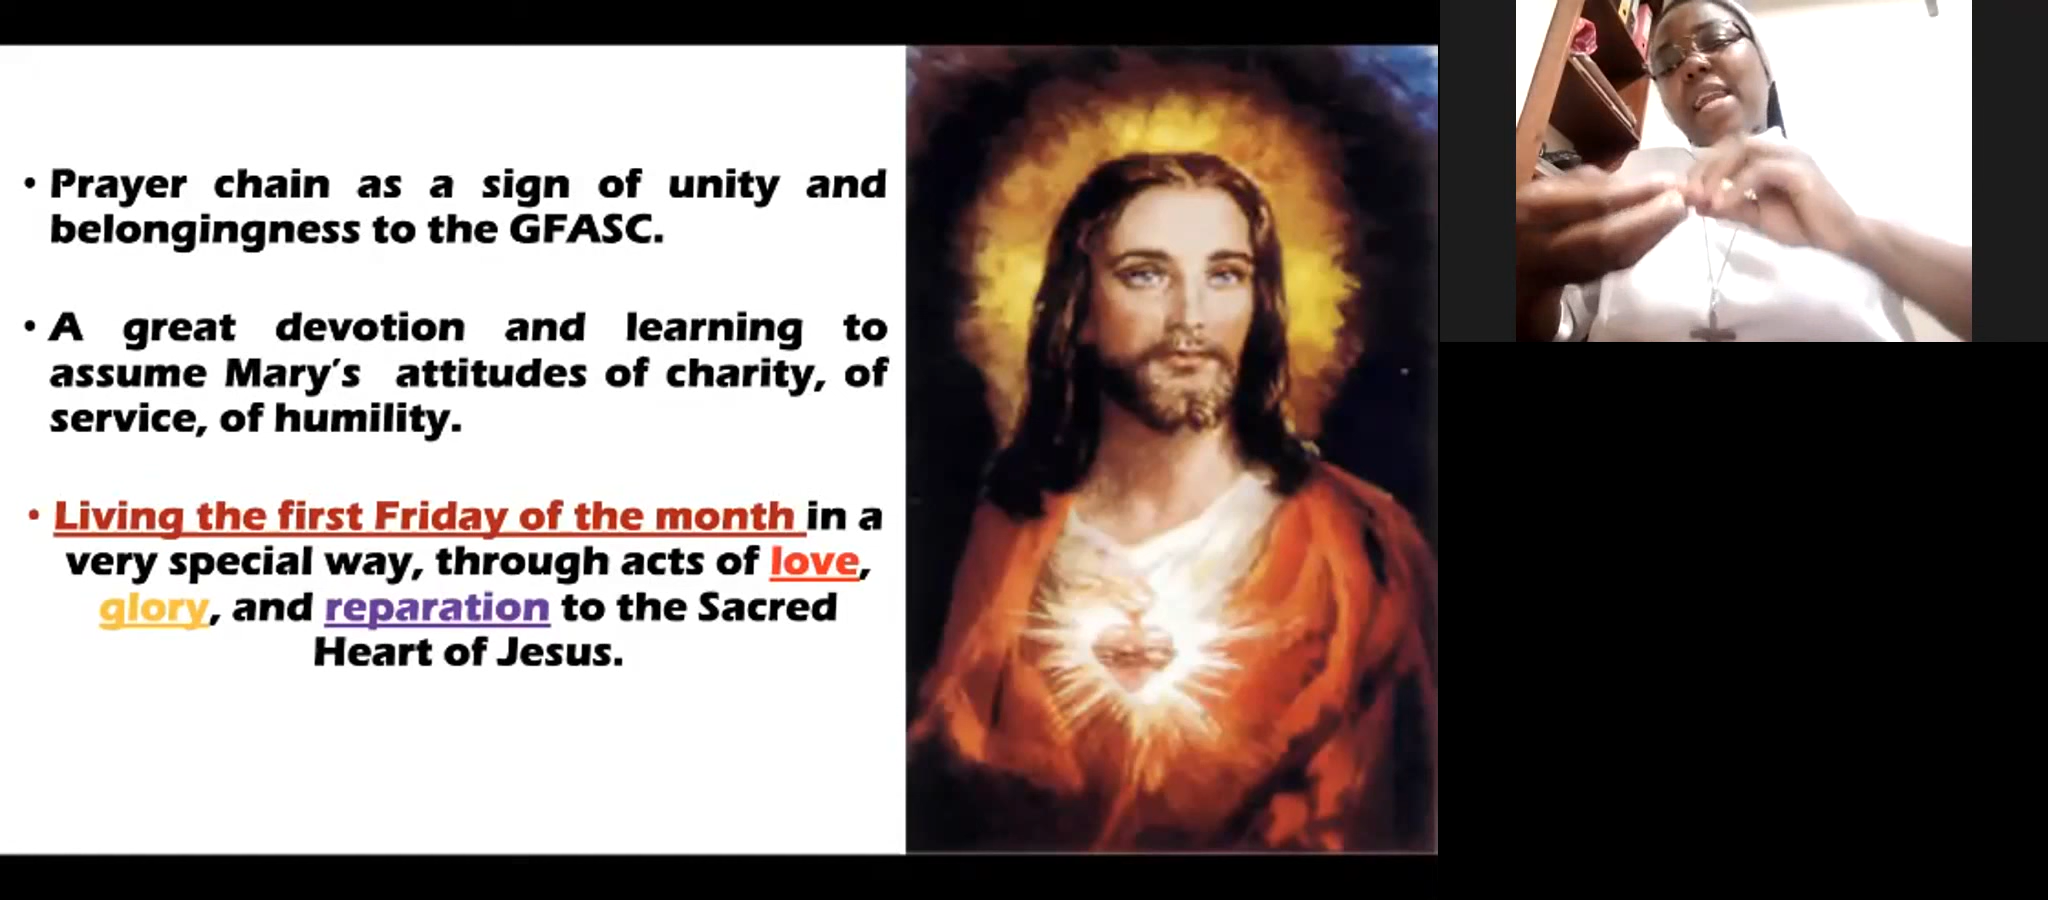 • Prayer chain as a sign of unity and
belongingness to the GFASC.
• A great devotion and learning to
assume Mary's attitudes of charity, of
service, of humility.
• Living the first Friday of the month in a
very special way, through acts of love,
glory, and reparation to the Sacred
Heart of Jesus.